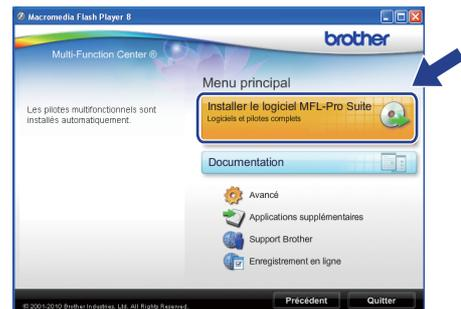 Macromedia Flash Player 8
brother
Multi-Function Center ®
Menu principal
Les pilotes multifonctionnels sont
installés automatiquement.
Installer le logiciel MFL-Pro Suite
Logiciels et pilotes complets
Documentation
Avancé
Applications supplémentaires
Support Brother
Enregistrement en ligne
© 2001-2010 Brother Industries, Ltd. All Rights Reserved.
Précédent
Quitter